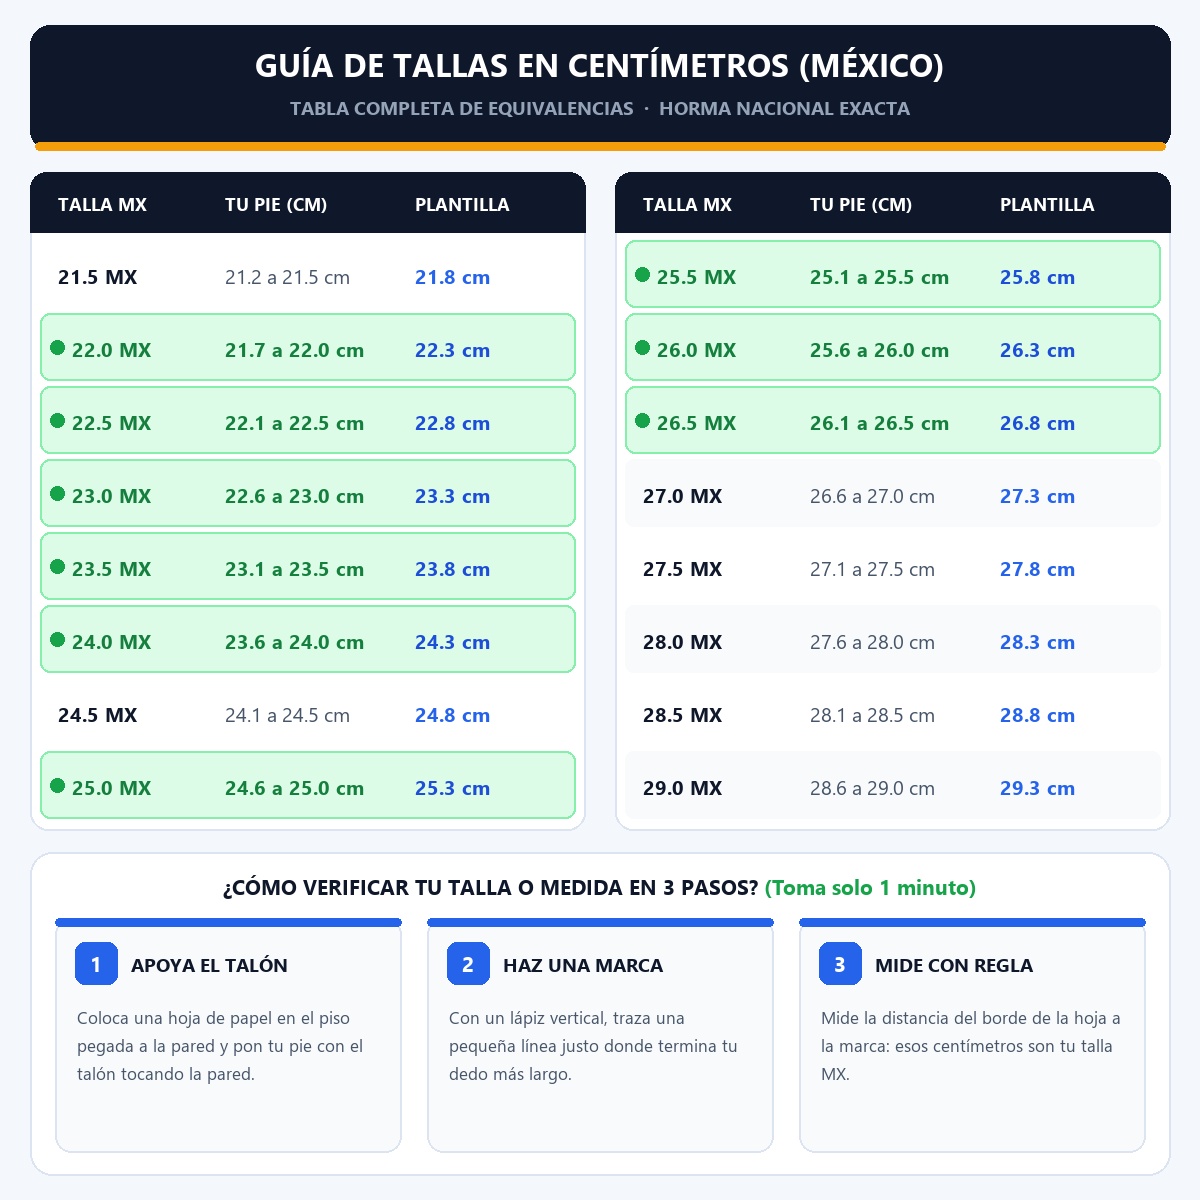 GUÍA DE TALLAS EN CENTÍMETROS (MÉXICO)
TABLA COMPLETA DE EQUIVALENCIAS · HORMA NACIONAL EXACTA
TALLA MX TU PIE (CM) PLANTILLA
21.5 MX 21.2 a 21.5 cm 21.8 cm
22.0 MX 21.7 a 22.0 cm 22.3 cm
22.5 MX 22.1 a 22.5 cm 22.8 cm
23.0 MX 22.6 a 23.0 cm 23.3 cm
23.5 MX 23.1 a 23.5 cm 23.8 cm
24.0 MX 23.6 a 24.0 cm 24.3 cm
24.5 MX 24.1 a 24.5 cm 24.8 cm
25.0 MX 24.6 a 25.0 cm 25.3 cm
TALLA MX TU PIE (CM) PLANTILLA
25.5 MX 25.1 a 25.5 cm 25.8 cm
26.0 MX 25.6 a 26.0 cm 26.3 cm
26.5 MX 26.1 a 26.5 cm 26.8 cm
27.0 MX 26.6 a 27.0 cm 27.3 cm
27.5 MX 27.1 a 27.5 cm 27.8 cm
28.0 MX 27.6 a 28.0 cm 28.3 cm
28.5 MX 28.1 a 28.5 cm 28.8 cm
29.0 MX 28.6 a 29.0 cm 29.3 cm
¿CÓMO VERIFICAR TU TALLA O MEDIDA EN 3 PASOS? (Toma solo 1 minuto)
1 APOYA EL TALÓN
Coloca una hoja de papel en el piso
pegada a la pared y pon tu pie con el
talón tocando la pared.
2 HAZ UNA MARCA
Con un lápiz vertical, traza una
pequeña línea justo donde termina tu
dedo más largo.
3 MIDE CON REGLA
Mide la distancia del borde de la hoja a
la marca: esos centímetros son tu talla
MX.